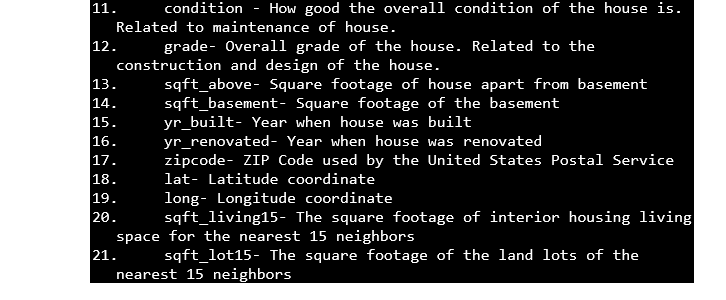 11. condition - How good the overall condition of the house is.
Related to maintenance of house.
12. grade- Overall grade of the house. Related to the
construction and design of the house.
13. sqft_above- Square footage of house apart from basement
14. sqft_basement- Square footage of the basement
15. yr_built- Year when house was built
16. yr_renovated- Year when house was renovated
17. zipcode- ZIP Code used by the United States Postal Service
18. lat- Latitude coordinate
19. long- Longitude coordinate
20. sqft_living15- The square footage of interior housing living
space for the nearest 15 neighbors
21. sqft_lot15- The square footage of the land lots of the
nearest 15 neighbors